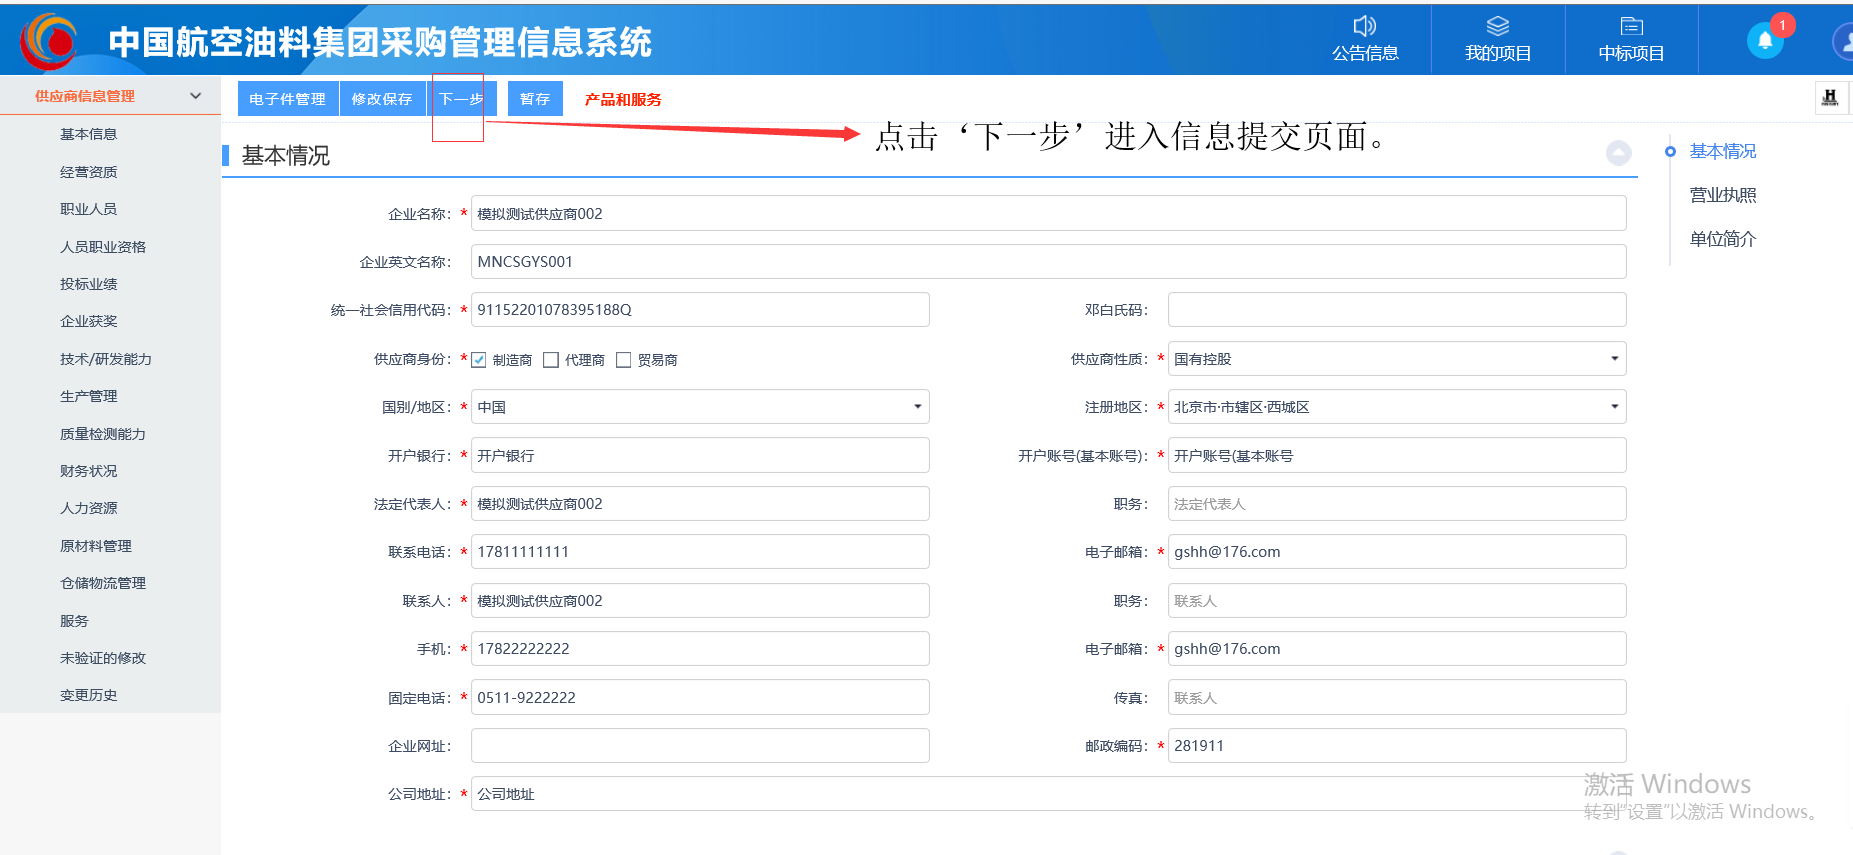 中国航空油料集团采购管理信息系统
公告信息
我的项目
中标项目
1
供应商信息管理
基本信息
经营资质
职业人员
人员职业资格
投标业绩
企业获奖
技术/研发能力
生产管理
质量检测能力
财务状况
人力资源
原材料管理
仓储物流管理
服务
未验证的修改
变更历史
电子件管理 修改保存 下一步 暂存 产品和服务
点击‘下一步’进入信息提交页面。
基本情况
企业名称：* 模拟测试供应商002
企业英文名称： MNCSGYS001
统一社会信用代码：* 91152201078395188Q 邓白氏码：
供应商身份：* 制造商 代理商 贸易商 供应商性质：* 国有控股
国别/地区：* 中国 注册地区：* 北京市·市辖区·西城区
开户银行：* 开户银行 开户账号(基本账号)：* 开户账号(基本账号
法定代表人：* 模拟测试供应商002 职务： 法定代表人
联系电话：* 17811111111 电子邮箱：* gshh@176.com
联系人：* 模拟测试供应商002 职务： 联系人
手机：* 17822222222 电子邮箱：* gshh@176.com
固定电话：* 0511-9222222 传真： 联系人
企业网址： 邮政编码：* 281911
公司地址：* 公司地址
基本情况
营业执照
单位简介
激活 Windows
转到“设置”以激活 Windows。